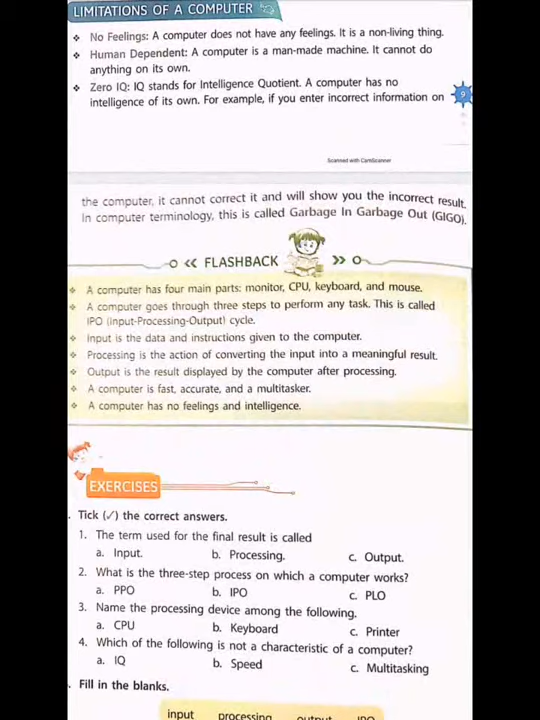 LIMITATIONS OF A COMPUTER
❖ No Feelings: A computer does not have any feelings. It is a non-living thing.
❖ Human Dependent: A computer is a man-made machine. It cannot do
anything on its own.
❖ Zero IQ: IQ stands for Intelligence Quotient. A computer has no
intelligence of its own. For example, if you enter incorrect information on
9
Scanned with CamScanner
the computer, it cannot correct it and will show you the incorrect result.
In computer terminology, this is called Garbage In Garbage Out (GIGO).
<< FLASHBACK >>
❖ A computer has four main parts: monitor, CPU, keyboard, and mouse.
❖ A computer goes through three steps to perform any task. This is called
IPO (Input-Processing-Output) cycle.
❖ Input is the data and instructions given to the computer.
❖ Processing is the action of converting the input into a meaningful result.
❖ Output is the result displayed by the computer after processing.
❖ A computer is fast, accurate, and a multitasker.
❖ A computer has no feelings and intelligence.
EXERCISES
. Tick (✓) the correct answers.
1. The term used for the final result is called
a. Input. b. Processing. c. Output.
2. What is the three-step process on which a computer works?
a. PPO b. IPO c. PLO
3. Name the processing device among the following.
a. CPU b. Keyboard c. Printer
4. Which of the following is not a characteristic of a computer?
a. IQ b. Speed c. Multitasking
. Fill in the blanks.
input processing output IPO